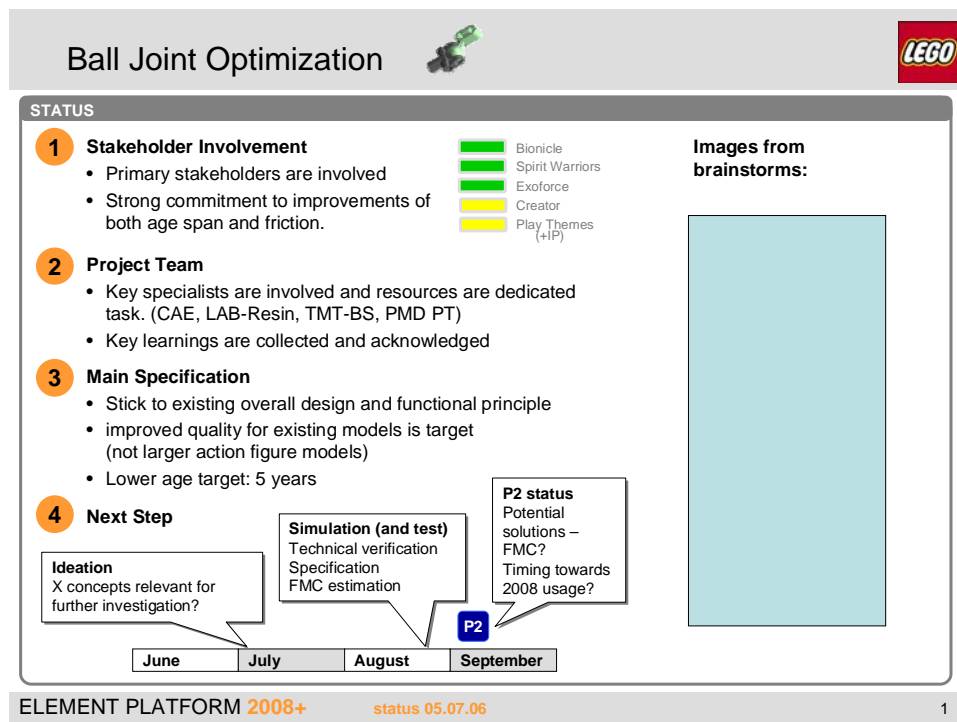 Ball Joint Optimization
LEGO
STATUS
1 Stakeholder Involvement
• Primary stakeholders are involved
• Strong commitment to improvements of
both age span and friction.
Bionicle
Spirit Warriors
Exoforce
Creator
Play Themes
(+IP)
Images from
brainstorms:
2 Project Team
• Key specialists are involved and resources are dedicated
task. (CAE, LAB-Resin, TMT-BS, PMD PT)
• Key learnings are collected and acknowledged
3 Main Specification
• Stick to existing overall design and functional principle
• improved quality for existing models is target
(not larger action figure models)
• Lower age target: 5 years
4 Next Step
Ideation
X concepts relevant for
further investigation?
Simulation (and test)
Technical verification
Specification
FMC estimation
P2 status
Potential
solutions –
FMC?
Timing towards
2008 usage?
P2
June July August September
ELEMENT PLATFORM 2008+ status 05.07.06 1